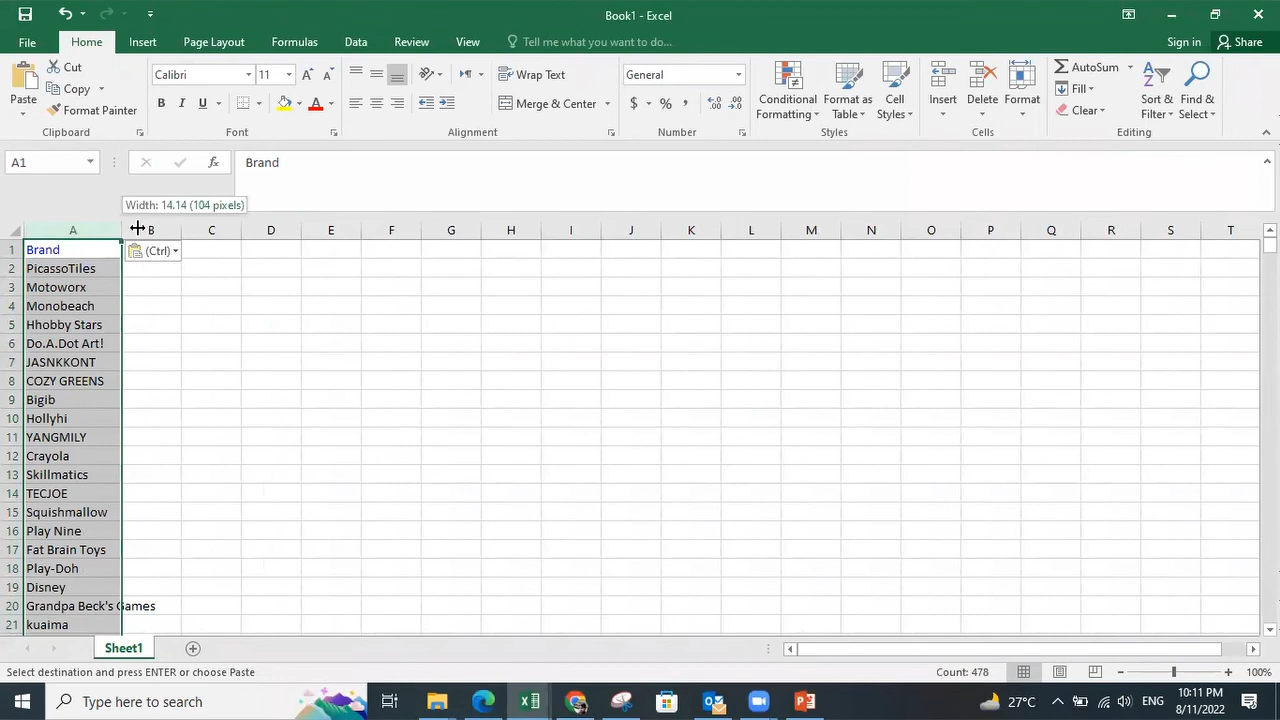 Book1 - Excel
File Home Insert Page Layout Formulas Data Review View Tell me what you want to do... Sign in Share
Paste
Cut
Copy
Format Painter
Clipboard
Calibri 11
B I U
Font
Wrap Text
Merge & Center
Alignment
General
$ % ,
Number
Conditional Formatting
Format as Table
Cell Styles
Styles
Insert
Delete
Format
Cells
AutoSum
Fill
Clear
Sort & Filter
Find & Select
Editing
A1 fx Brand
Width: 14.14 (104 pixels)
A B C D E F G H I J K L M N O P Q R S T
1 Brand (Ctrl)
2 PicassoTiles
3 Motoworx
4 Monobeach
5 Hhobby Stars
6 Do.A.Dot Art!
7 JASNKKONT
8 COZY GREENS
9 Bigib
10 Hollyhi
11 YANGMILY
12 Crayola
13 Skillmatics
14 TECJOE
15 Squishmallow
16 Play Nine
17 Fat Brain Toys
18 Play-Doh
19 Disney
20 Grandpa Beck's Games
21 kuaima
Sheet1
Select destination and press ENTER or choose Paste Count: 478 100%
Type here to search 27°C ENG 10:11 PM
8/11/2022